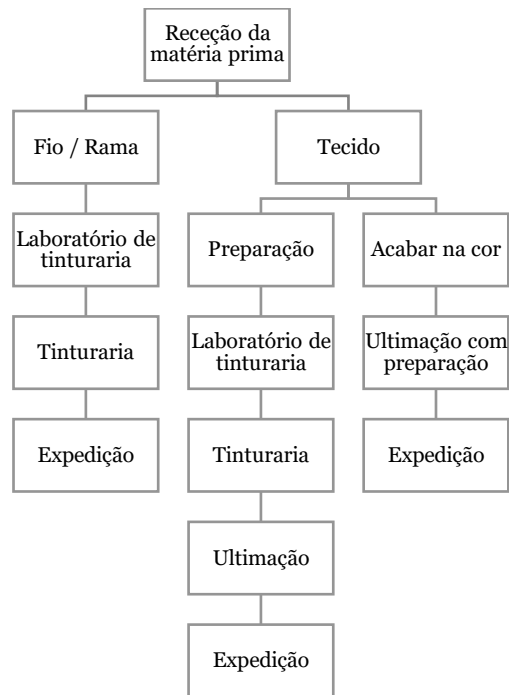 Receção da
matéria prima
Fio / Rama
Tecido
Laboratório de
tinturaria
Preparação
Acabar na cor
Tinturaria
Laboratório de
tinturaria
Ultimação com
preparação
Expedição
Tinturaria
Expedição
Ultimação
Expedição